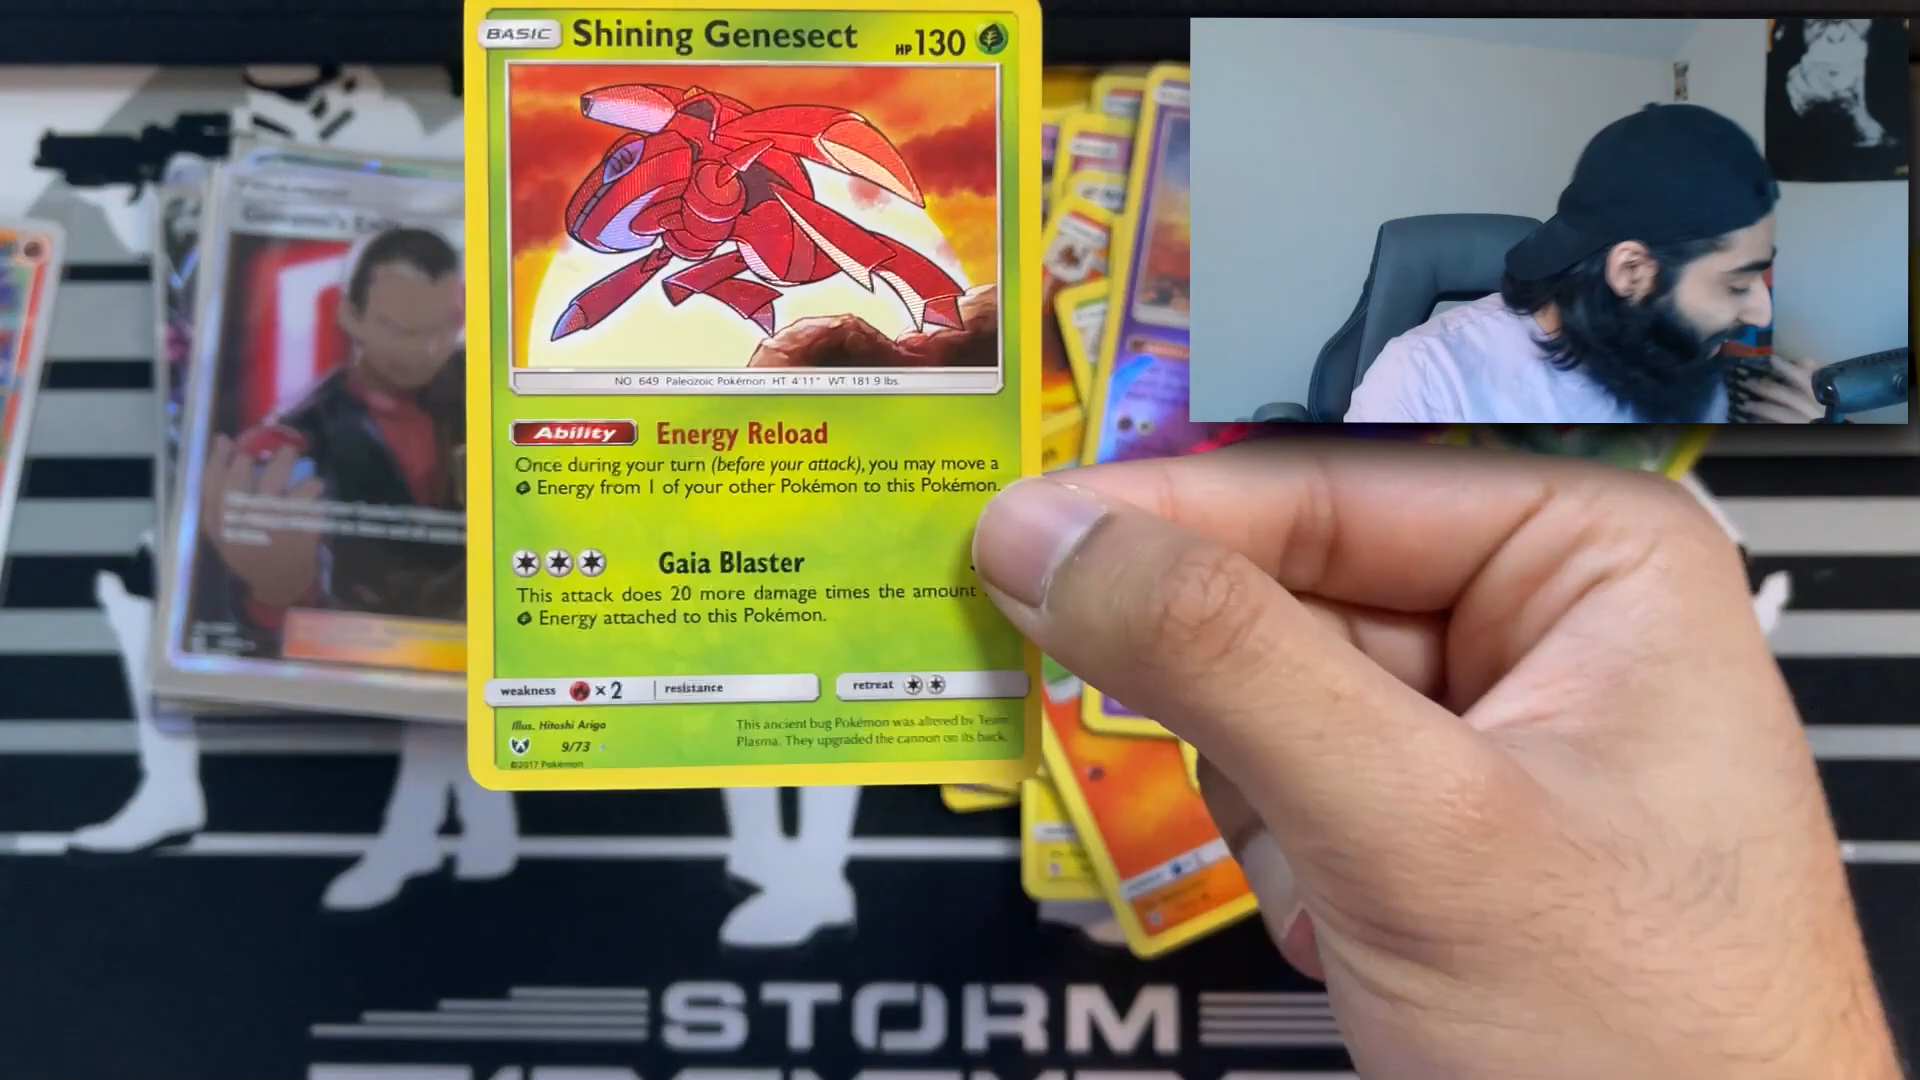 BASIC Shining Genesect HP 130
NO 649 Paleozoic Pokémon HT 4'11" WT 181.9 lbs.
Ability Energy Reload
Once during your turn (before your attack), you may move a
Energy from 1 of your other Pokémon to this Pokémon.
Gaia Blaster
This attack does 20 more damage times the amount
Energy attached to this Pokémon.
weakness ×2 resistance retreat
Illus. Hitoshi Ariga
9/73
©2017 Pokémon
This ancient bug Pokémon was altered by Team
Plasma. They upgraded the cannon on its back.
STORM